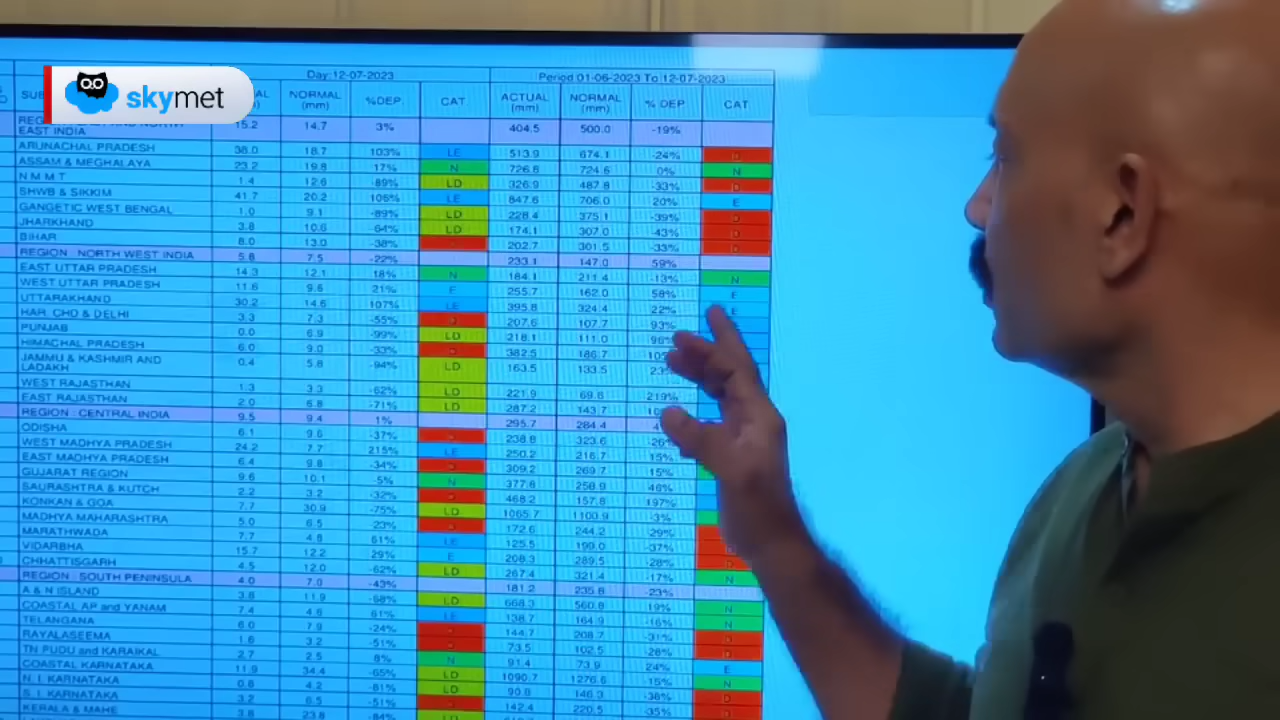 skymet
Day:12-07-2023 Period:01-06-2023 To:12-07-2023
NORMAL (mm) %DEP. CAT ACTUAL (mm) NORMAL (mm) % DEP. CAT
EAST INDIA 15.2 14.7 3% 404.5 500.0 -19%
ARUNACHAL PRADESH 38.0 18.7 103% LE 513.9 674.1 -24% D
ASSAM & MEGHALAYA 23.2 19.8 17% N 726.8 724.6 0% N
N M M T 1.4 12.6 -89% LD 326.9 487.8 -33% D
SHWB & SIKKIM 41.7 20.2 106% LE 847.6 706.0 20% E
GANGETIC WEST BENGAL 1.0 9.1 -89% LD 228.4 375.1 -39% D
JHARKHAND 3.8 10.6 -64% LD 174.1 307.0 -43% D
BIHAR 8.0 13.0 -38% D 202.7 301.5 -33% D
REGION : NORTH WEST INDIA 5.8 7.5 -22% 233.1 147.0 59%
EAST UTTAR PRADESH 14.3 12.1 18% N 184.1 211.4 -13% N
WEST UTTAR PRADESH 11.6 9.6 21% E 255.7 162.0 58% E
UTTARAKHAND 30.2 14.6 107% LE 395.8 324.4 22% E
HAR. CHD & DELHI 3.3 7.3 -55% D 207.6 107.7 93%
PUNJAB 0.0 6.9 -99% LD 218.1 111.0 96%
HIMACHAL PRADESH 6.0 9.0 -33% D 382.5 186.7
JAMMU & KASHMIR AND LADAKH 0.4 5.8 -94% LD 163.5 133.5
WEST RAJASTHAN 1.3 3.3 -62% LD 221.9 69.6 219%
EAST RAJASTHAN 2.0 6.8 -71% LD 287.2 143.7
REGION : CENTRAL INDIA 9.5 9.4 1% 295.7 284.4
ODISHA 6.1 9.6 -37% D 238.8 323.6 -26%
WEST MADHYA PRADESH 24.2 7.7 215% LE 250.2 216.7 15%
EAST MADHYA PRADESH 6.4 9.8 -34% D 309.2 269.7 15%
GUJARAT REGION 9.6 10.1 -5% N 377.8 258.9 46%
SAURASHTRA & KUTCH 2.2 3.2 -32% D 468.2 157.8 197%
KONKAN & GOA 7.7 30.9 -75% LD 1065.7 1100.9 -3%
MADHYA MAHARASHTRA 5.0 6.5 -23% D 172.6 244.2 -29%
MARATHWADA 7.7 4.8 61% LE 125.5 199.0 -37%
VIDARBHA 15.7 12.2 29% E 208.3 289.5 -28% D
CHHATTISGARH 4.5 12.0 -62% LD 267.4 321.4 -17% N
REGION : SOUTH PENINSULA 4.0 7.0 -43% 181.2 235.8 -23%
A & N ISLAND 3.8 11.9 -68% LD 668.3 560.8 19% N
COASTAL AP and YANAM 7.4 4.6 61% LE 138.7 164.9 -16% N
TELANGANA 6.0 7.9 -24% D 144.7 208.7 -31% D
RAYALASEEMA 1.6 3.2 -51% D 73.5 102.5 -28% D
TN PUDU and KARAIKAL 2.7 2.5 8% N 91.4 73.9 24% E
COASTAL KARNATAKA 11.9 34.4 -65% LD 1090.7 1276.6 -15% N
N. I. KARNATAKA 0.8 4.2 -81% LD 90.8 146.3 -38% D
S. I. KARNATAKA 3.2 6.5 -51% D 142.4 220.5 -35% D
KERALA & MAHE 3.8 23.8 -84% LD